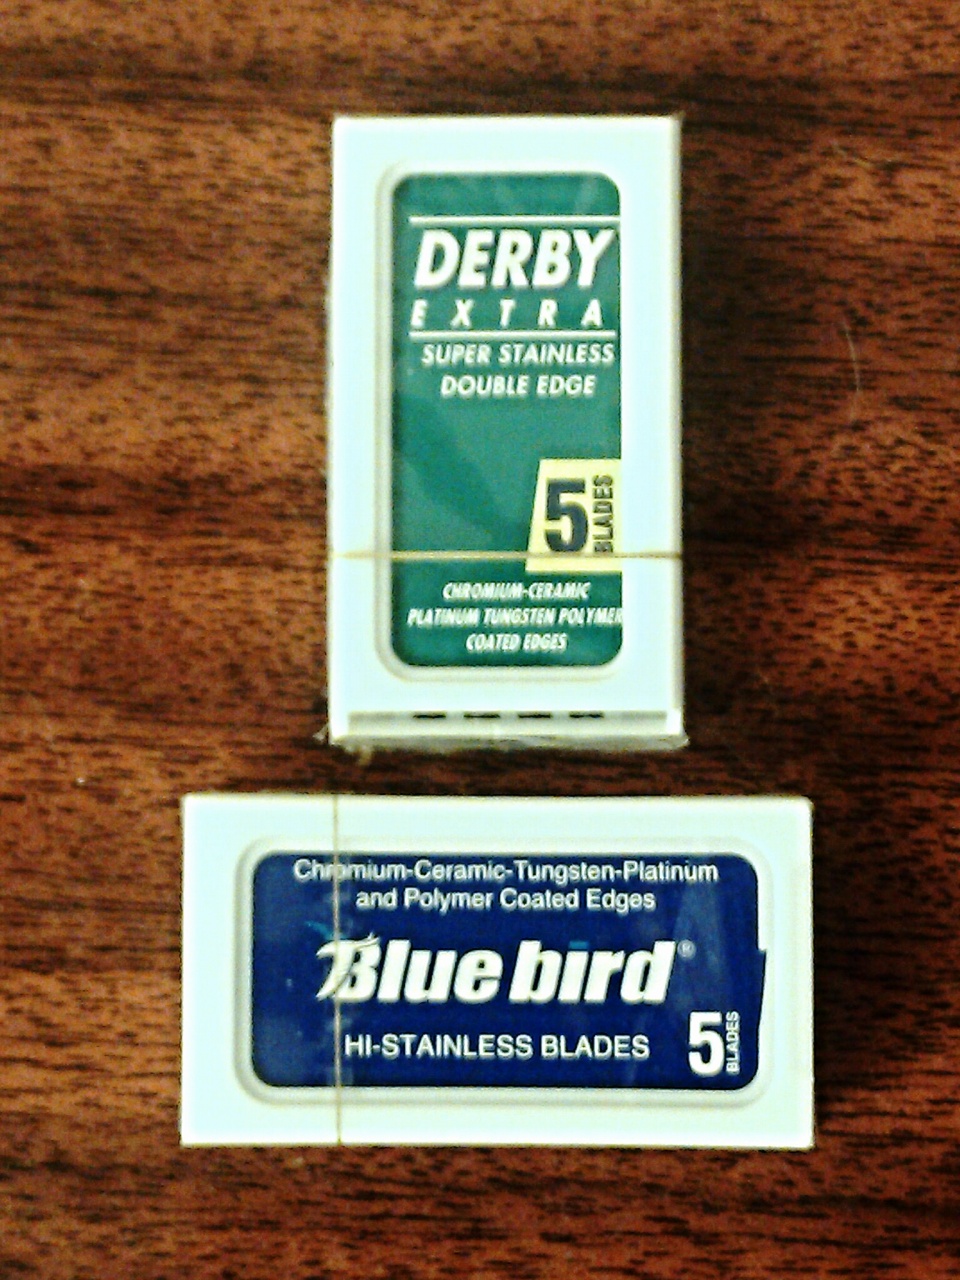 DERBY
EXTRA
SUPER STAINLESS
DOUBLE EDGE
5
BLADES
CHROMIUM-CERAMIC
PLATINUM TUNGSTEN POLYMER
COATED EDGES
Chromium-Ceramic-Tungsten-Platinum
and Polymer Coated Edges
Blue bird®
HI-STAINLESS BLADES
5
BLADES